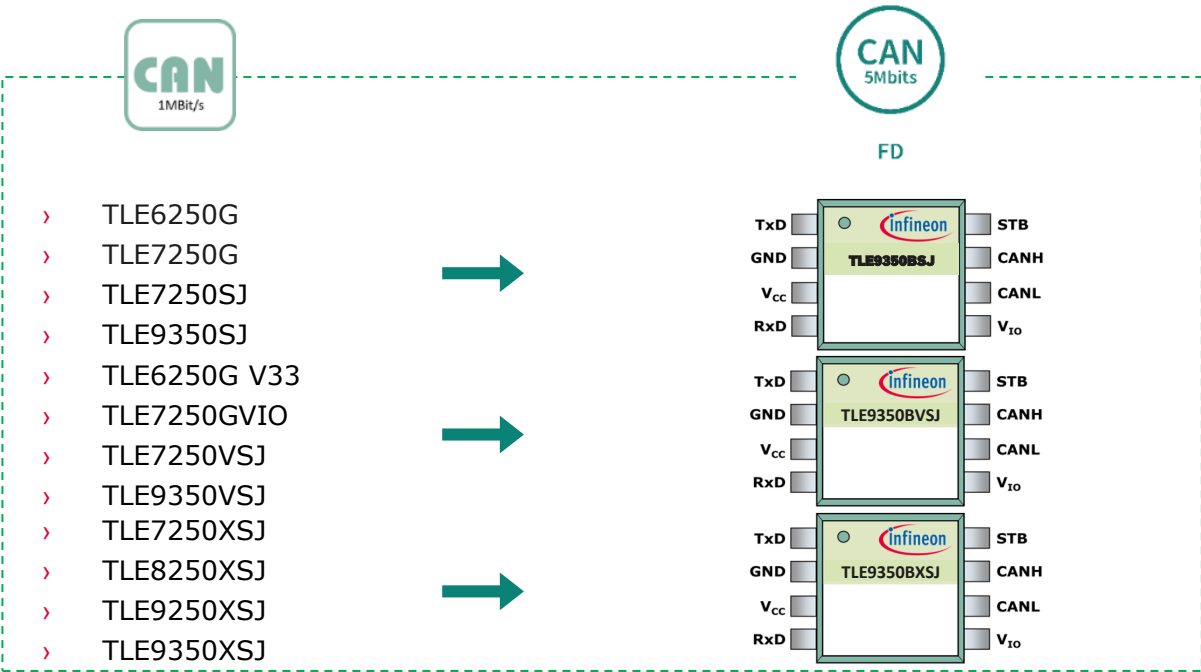 CAN
1MBit/s
CAN
5Mbits
FD
› TLE6250G
› TLE7250G
› TLE7250SJ
› TLE9350SJ
› TLE6250G V33
› TLE7250GVIO
› TLE7250VSJ
› TLE9350VSJ
› TLE7250XSJ
› TLE8250XSJ
› TLE9250XSJ
› TLE9350XSJ
TxD infineon STB
GND TLE9350BSJ CANH
VCC CANL
RxD VIO
TxD infineon STB
GND TLE9350BVSJ CANH
VCC CANL
RxD VIO
TxD infineon STB
GND TLE9350BXSJ CANH
VCC CANL
RxD VIO